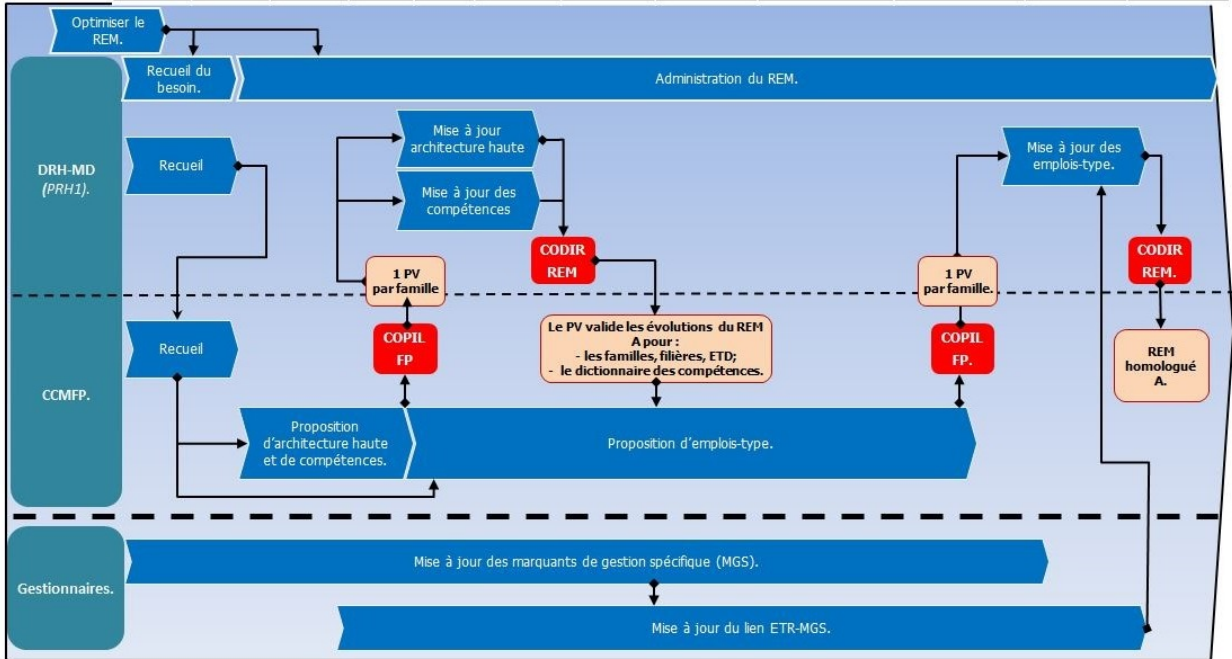 Optimiser le
REM.
Recueil du
besoin.
Administration du REM.
DRH-MD
(PRH1).
Recueil
Mise à jour
architecture haute
Mise à jour des
compétences
Mise à jour des
emplois-type.
CODIR
REM
CODIR
REM.
1 PV
par famille
1 PV
par famille.
CCMFP.
Recueil
COPIL
FP
Le PV valide les évolutions du REM
A pour :
- les familles, filières, ETD;
- le dictionnaire des compétences.
COPIL
FP.
REM
homologué
A.
Proposition
d'architecture haute
et de compétences.
Proposition d'emplois-type.
Gestionnaires.
Mise à jour des marquants de gestion spécifique (MGS).
Mise à jour du lien ETR-MGS.